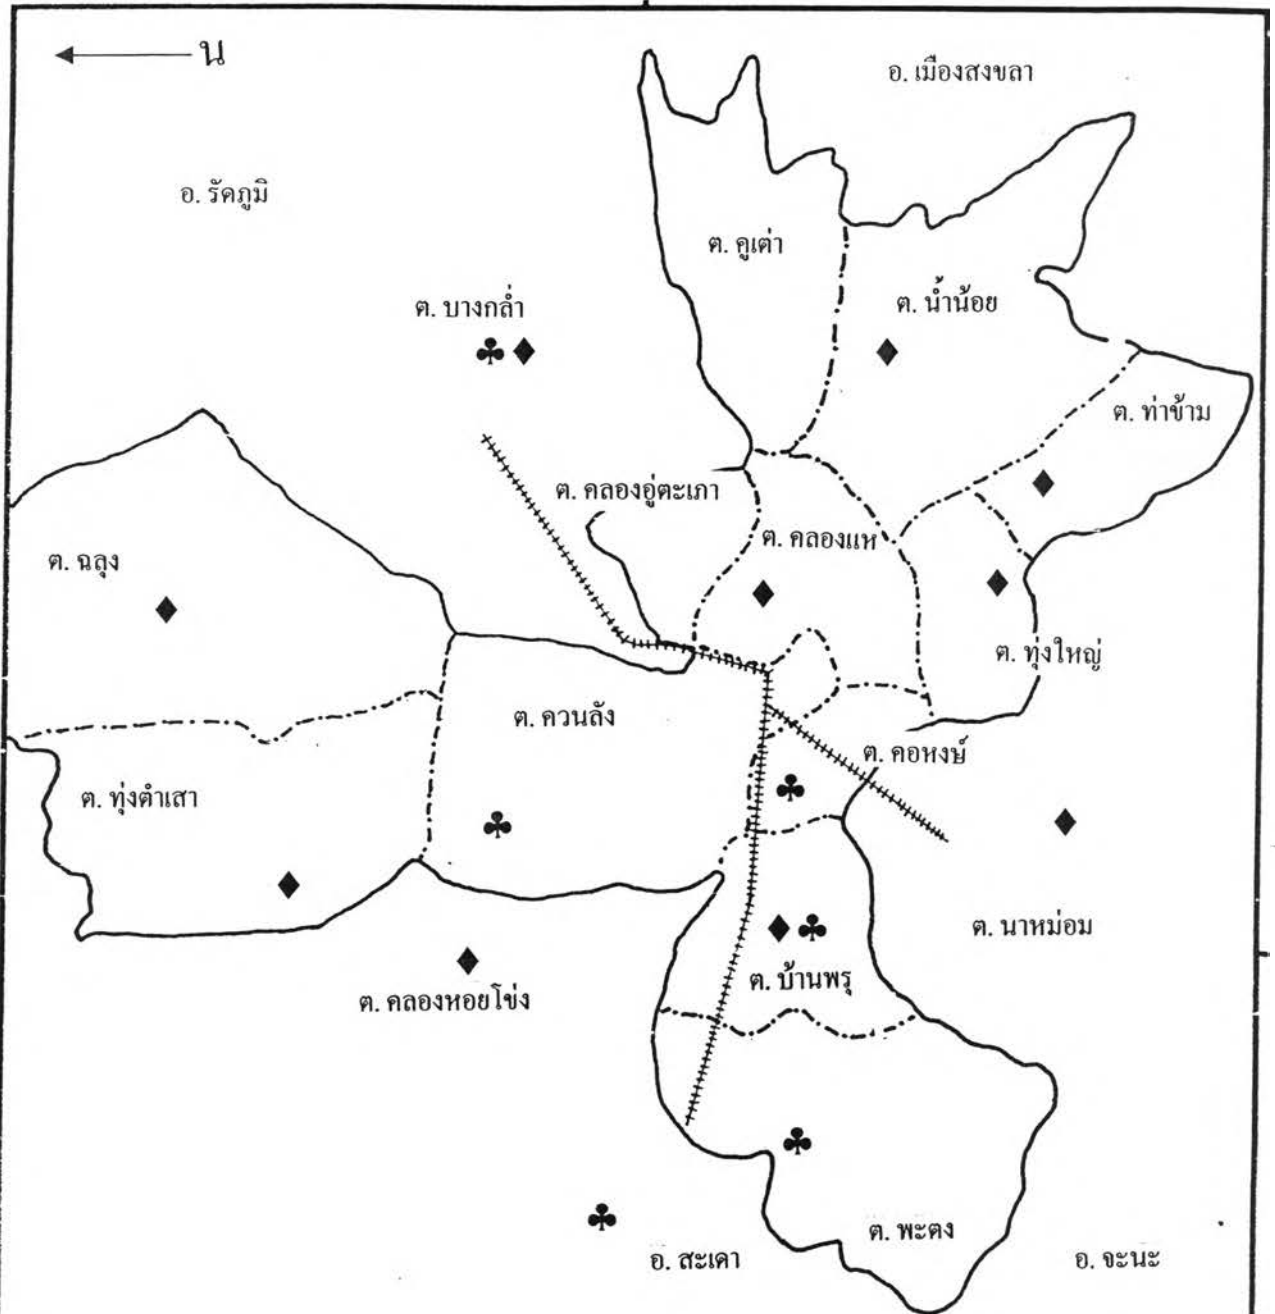 น
อ. เมืองสงขลา
อ. รัตภูมิ
ต. คูเต่า
ต. น้ำน้อย
ต. บางกล่ำ
ต. ท่าข้าม
ต. คลองอู่ตะเภา
ต. คลองแห
ต. ฉลุง
ต. ทุ่งใหญ่
ต. ควนลัง
ต. คอหงษ์
ต. ทุ่งตำเสา
ต. นาหม่อม
ต. บ้านพรุ
ต. คลองหอยโข่ง
ต. พะตง
อ. สะเดา
อ. จะนะ